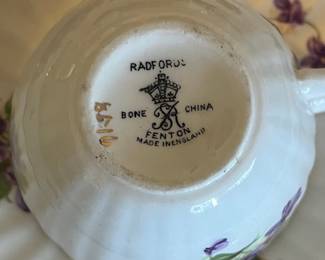 RADFORDS
BONE CHINA
FENTON
MADE IN ENGLAND